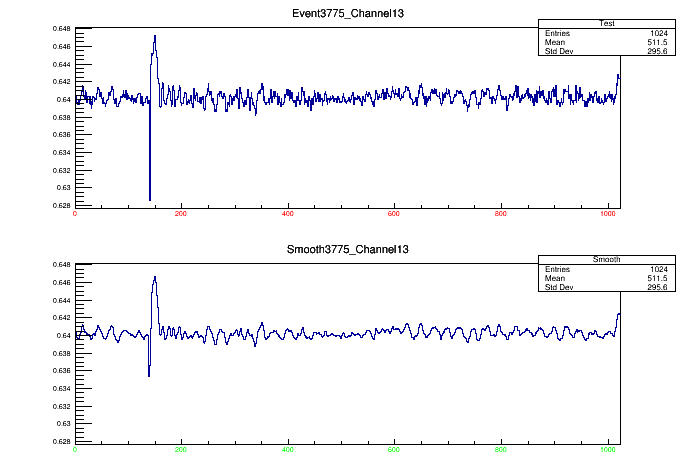 Event3775_Channel13
Test
Entries 1024
Mean 511.5
Std Dev 295.6
0.648
0.646
0.644
0.642
0.64
0.638
0.636
0.634
0.632
0.63
0.628
0 200 400 600 800 1000
Smooth3775_Channel13
Smooth
Entries 1024
Mean 511.5
Std Dev 295.6
0.648
0.646
0.644
0.642
0.64
0.638
0.636
0.634
0.632
0.63
0.628
0 200 400 600 800 1000